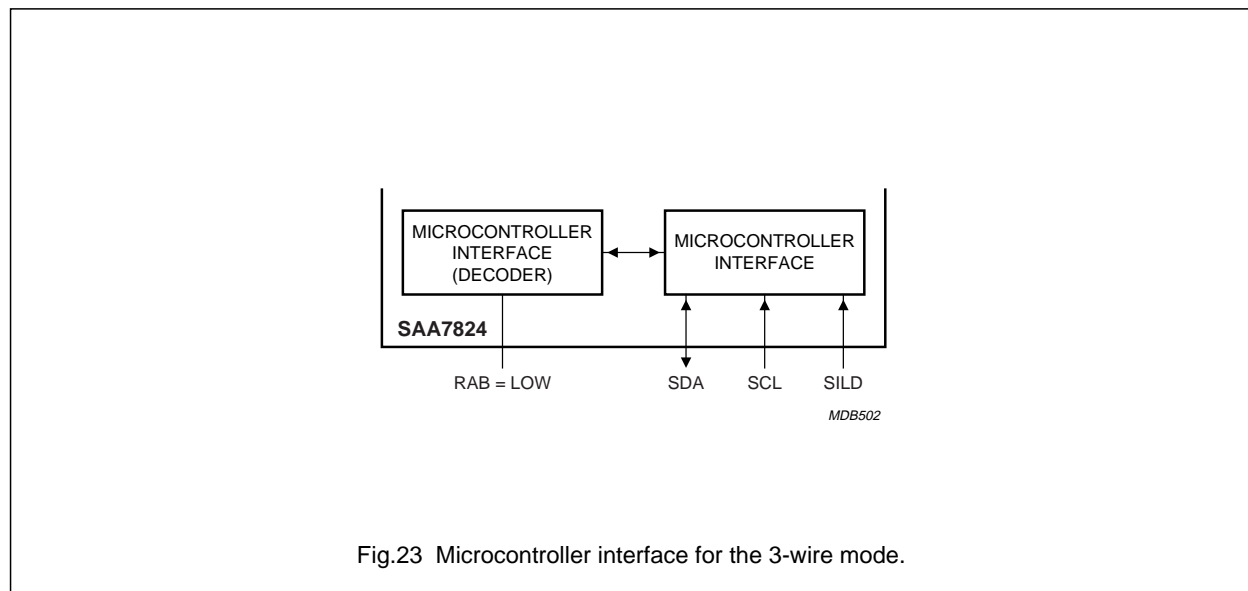 MICROCONTROLLER
INTERFACE
(DECODER)
MICROCONTROLLER
INTERFACE
SAA7824
RAB = LOW
SDA
SCL
SILD
MDB502
Fig.23 Microcontroller interface for the 3-wire mode.